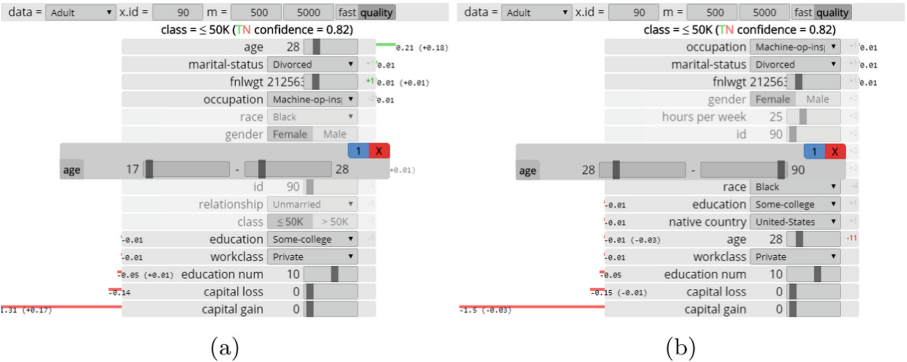 data = Adult x.id = 90 m = 500 5000 fast quality
class = ≤ 50K (TN confidence = 0.82)
age 28 0.21 (+0.18)
marital-status Divorced 0.01
fnlwgt 212563 +1 0.01 (+0.01)
occupation Machine-op-insp 0.01
race Black
gender Female Male
1 X
age 17 - 28 +0.01)
id 90
relationship Unmarried
class ≤ 50K > 50K
-0.01 education Some-college
-0.01 workclass Private
-0.05 (+0.01) education num 10
-0.14 capital loss 0
1.31 (+0.17) capital gain 0
(a)
data = Adult x.id = 90 m = 500 5000 fast quality
class = ≤ 50K (TN confidence = 0.82)
occupation Machine-op-insp 0.01
marital-status Divorced 0.01
fnlwgt 212563 0.01
gender Female Male
hours per week 25
id 90
1 X
age 28 - 90
race Black
-0.01 education Some-college
-0.01 native country United-States
-0.01 (-0.03) age 28 -11
workclass Private
-0.05 education num 10
-0.15 (-0.01) capital loss 0
-1.5 (-0.03) capital gain 0
(b)